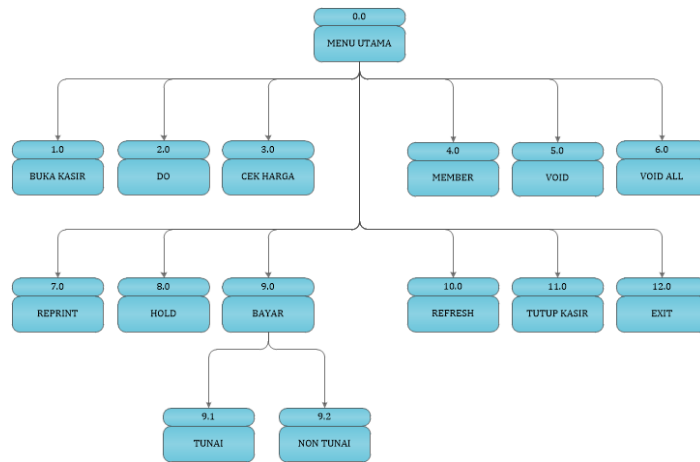 0.0
MENU UTAMA
1.0
BUKA KASIR
2.0
DO
3.0
CEK HARGA
4.0
MEMBER
5.0
VOID
6.0
VOID ALL
7.0
REPRINT
8.0
HOLD
9.0
BAYAR
10.0
REFRESH
11.0
TUTUP KASIR
12.0
EXIT
9.1
TUNAI
9.2
NON TUNAI